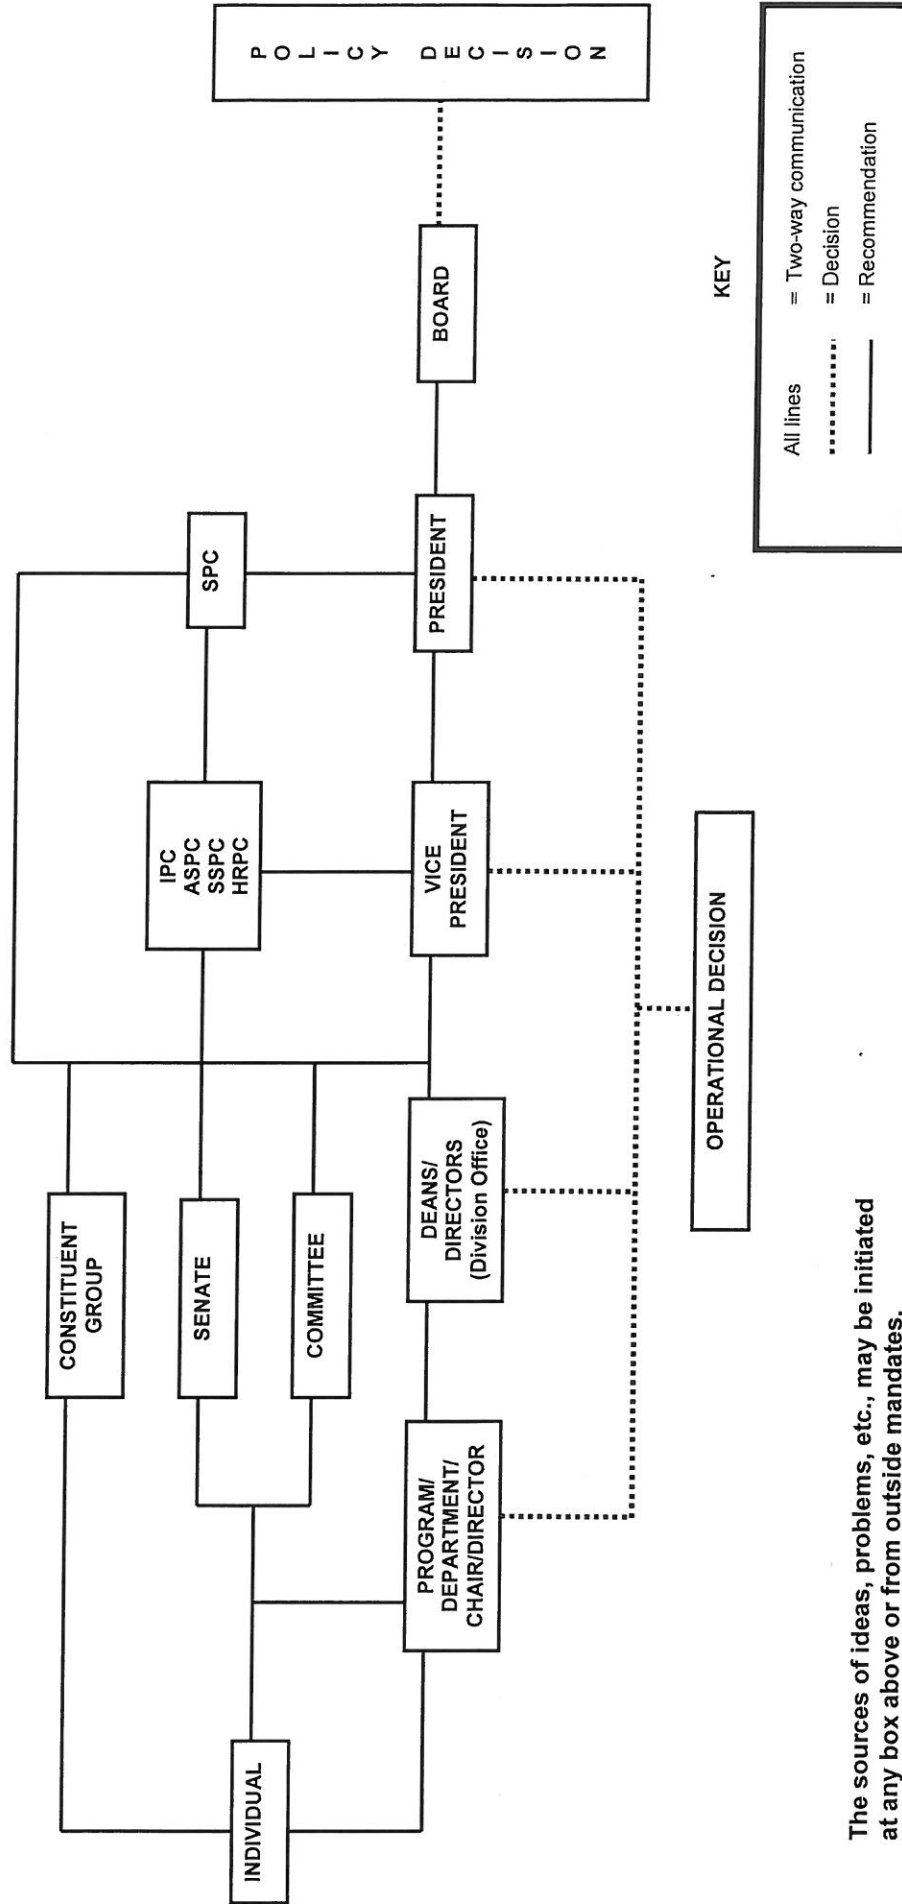 INDIVIDUAL
CONSTITUENT
GROUP
SENATE
COMMITTEE
PROGRAM/
DEPARTMENT/
CHAIR/DIRECTOR
DEANS/
DIRECTORS
(Division Office)
IPC
ASPC
SSPC
HRPC
VICE
PRESIDENT
SPC
PRESIDENT
BOARD
POLICY DECISION
OPERATIONAL DECISION
KEY
All lines = Two-way communication
= Decision
= Recommendation
The sources of ideas, problems, etc., may be initiated
at any box above or from outside mandates.